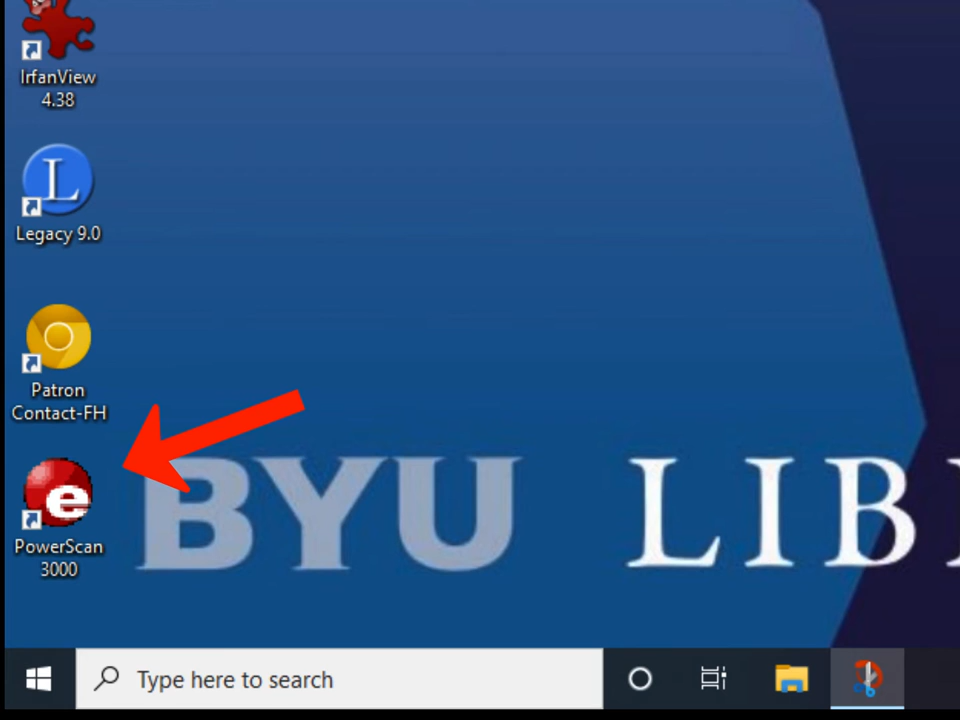 IrfanView
4.38
L
Legacy 9.0
Patron
Contact-FH
e
PowerScan
3000
BYU LIB
Type here to search